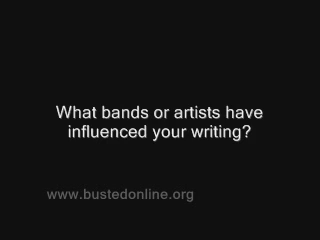 What bands or artists have
influenced your writing?
www.bustedonline.org